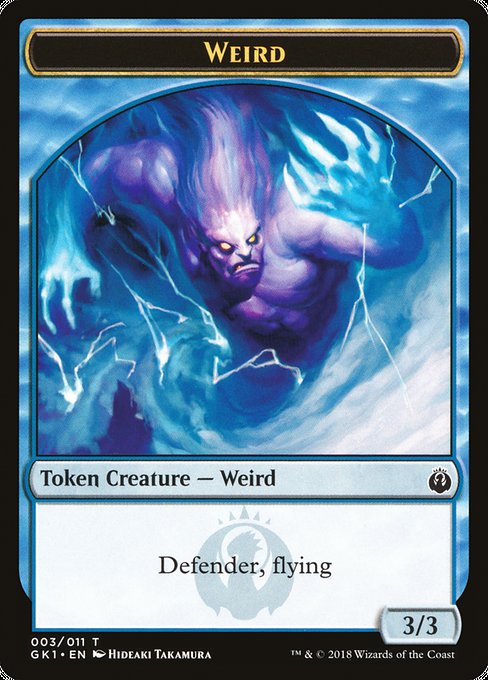 Weird
Token Creature — Weird
Defender, flying
3/3
003/011 T
GK1 • EN Hideaki Takamura
™ & © 2018 Wizards of the Coast